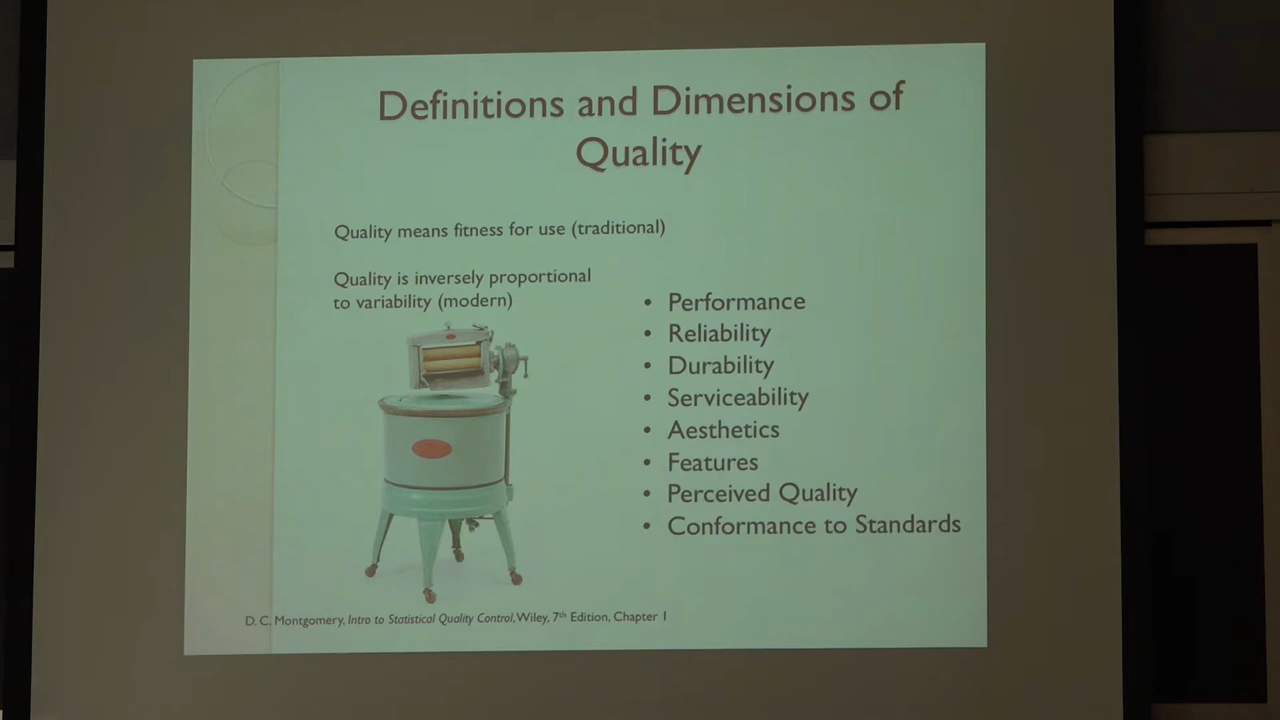 Definitions and Dimensions of
Quality
Quality means fitness for use (traditional)
Quality is inversely proportional
to variability (modern)
• Performance
• Reliability
• Durability
• Serviceability
• Aesthetics
• Features
• Perceived Quality
• Conformance to Standards
D. C. Montgomery, Intro to Statistical Quality Control, Wiley, 7th Edition, Chapter 1